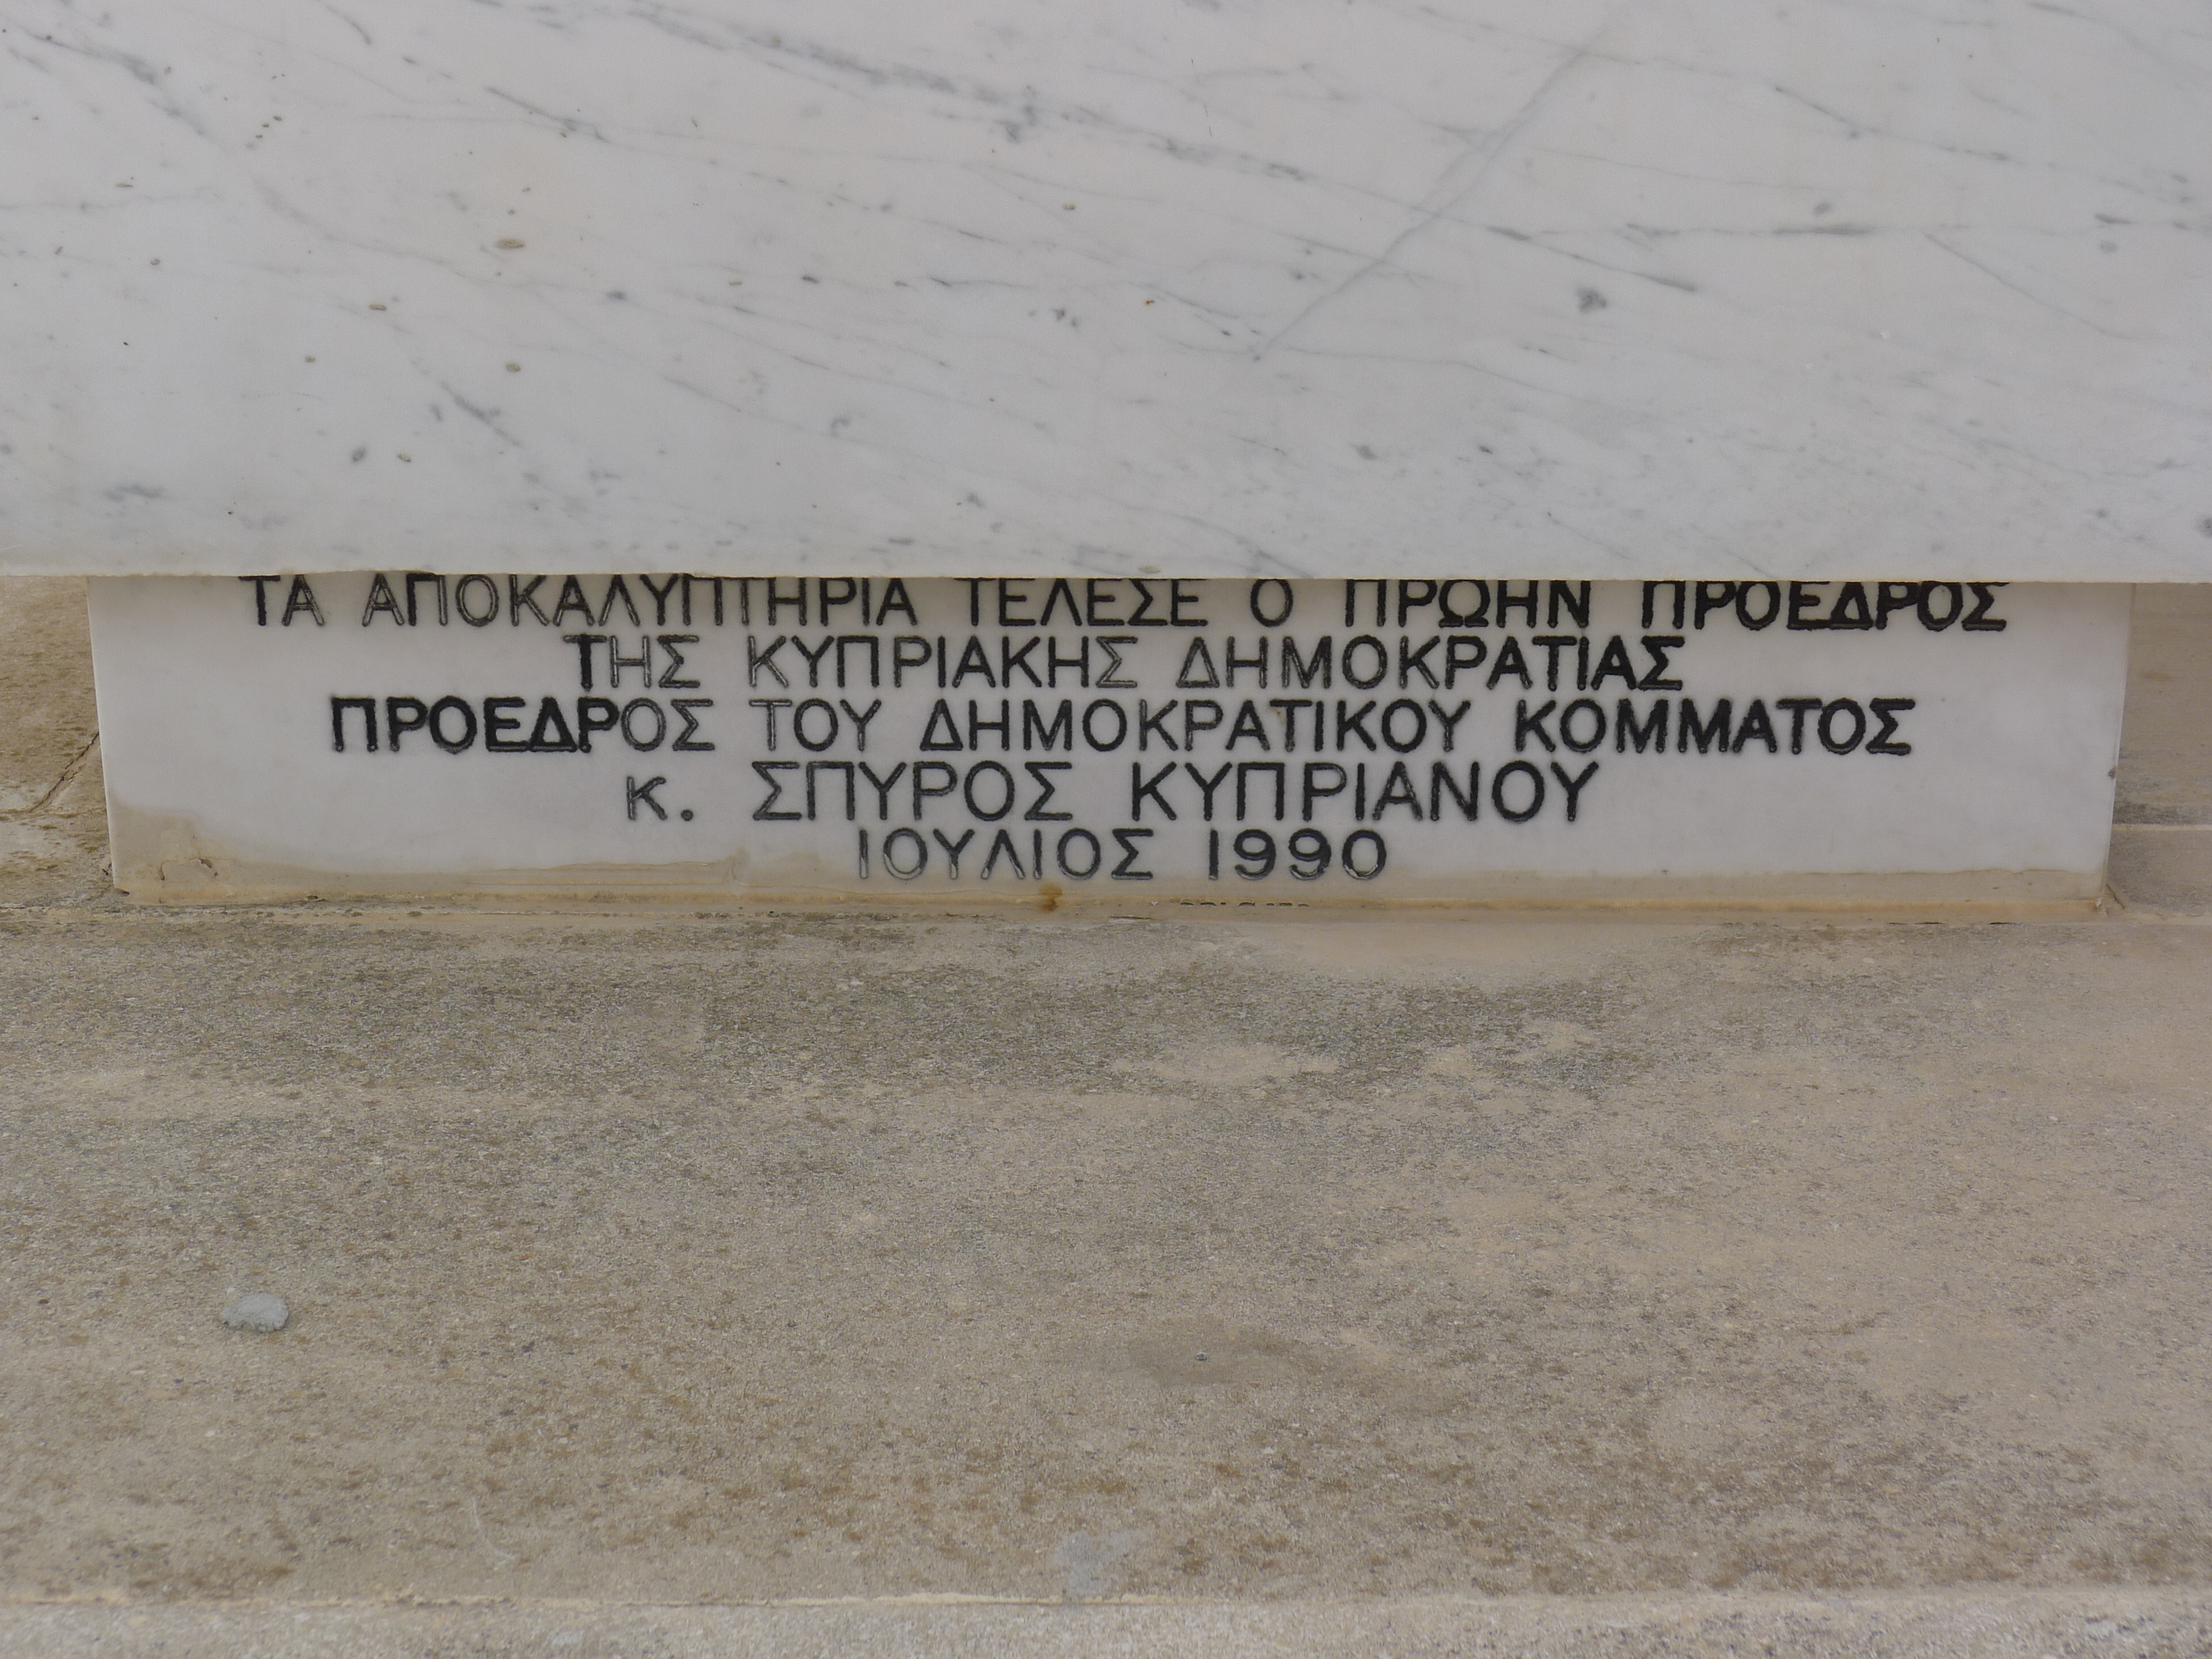 ΤΑ ΑΠΟΚΑΛΥΠΤΗΡΙΑ ΤΕΛΕΣΕ Ο ΠΡΩΗΝ ΠΡΟΕΔΡΟΣ
ΤΗΣ ΚΥΠΡΙΑΚΗΣ ΔΗΜΟΚΡΑΤΙΑΣ
ΠΡΟΕΔΡΟΣ ΤΟΥ ΔΗΜΟΚΡΑΤΙΚΟΥ ΚΟΜΜΑΤΟΣ
κ. ΣΠΥΡΟΣ ΚΥΠΡΙΑΝΟΥ
ΙΟΥΛΙΟΣ 1990